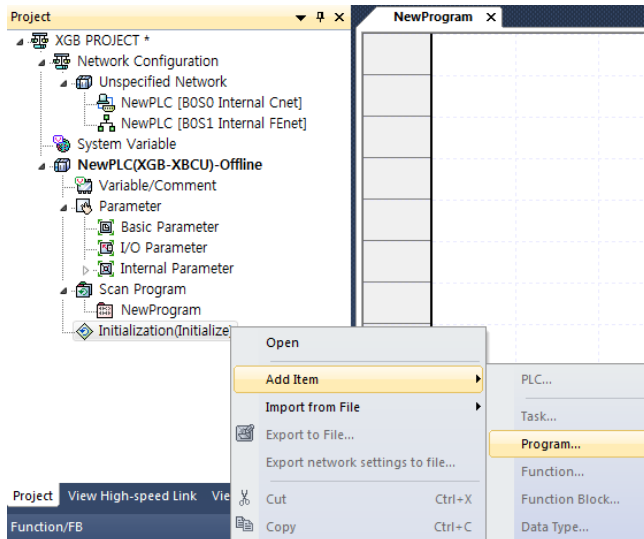 Project
NewProgram
XGB PROJECT *
Network Configuration
Unspecified Network
NewPLC [B0S0 Internal Cnet]
NewPLC [B0S1 Internal FEnet]
System Variable
NewPLC(XGB-XBCU)-Offline
Variable/Comment
Parameter
Basic Parameter
I/O Parameter
Internal Parameter
Scan Program
NewProgram
Initialization(Initialize)
Open
Add Item
Import from File
Export to File...
Export network settings to file...
Cut Ctrl+X
Copy Ctrl+C
PLC...
Task...
Program...
Function...
Function Block...
Data Type...
Project View High-speed Link Vie
Function/FB